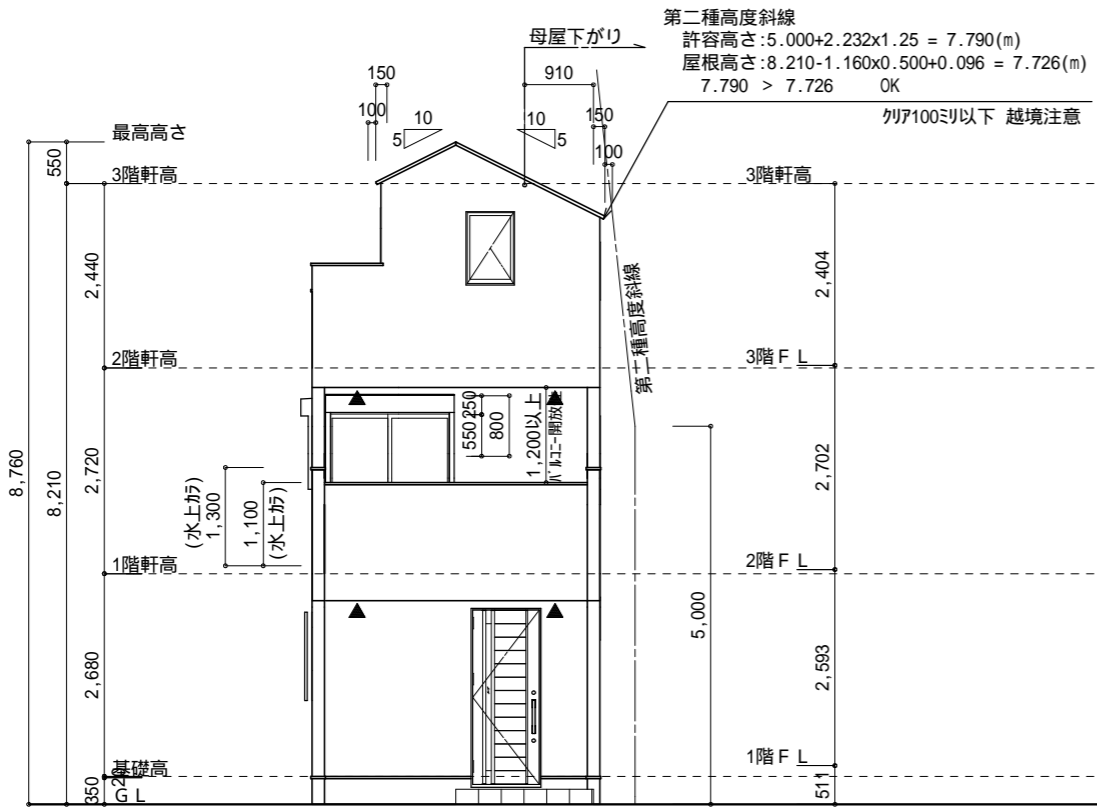 第二種高度斜線
許容高さ:5.000+2.232x1.25 = 7.790(m)
屋根高さ:8.210-1.160x0.500+0.096 = 7.726(m)
7.790 > 7.726 OK
ｸﾘｱ100ﾐﾘ以下 越境注意
母屋下がり
150
910
100
10
5
10
5
150
100
最高高さ
550
3階軒高
3階軒高
2,440
2,404
第二種高度斜線
2階軒高
3階ＦＬ
250
550
800
1,200以上
ﾊﾞﾙｺﾆｰ開放
8,760
8,210
2,720
2,702
(水上ｶﾗ)
1,300
1,100
(水上ｶﾗ)
1階軒高
2階ＦＬ
5,000
2,680
2,593
基礎高
1階ＦＬ
20
350
ＧＬ
511